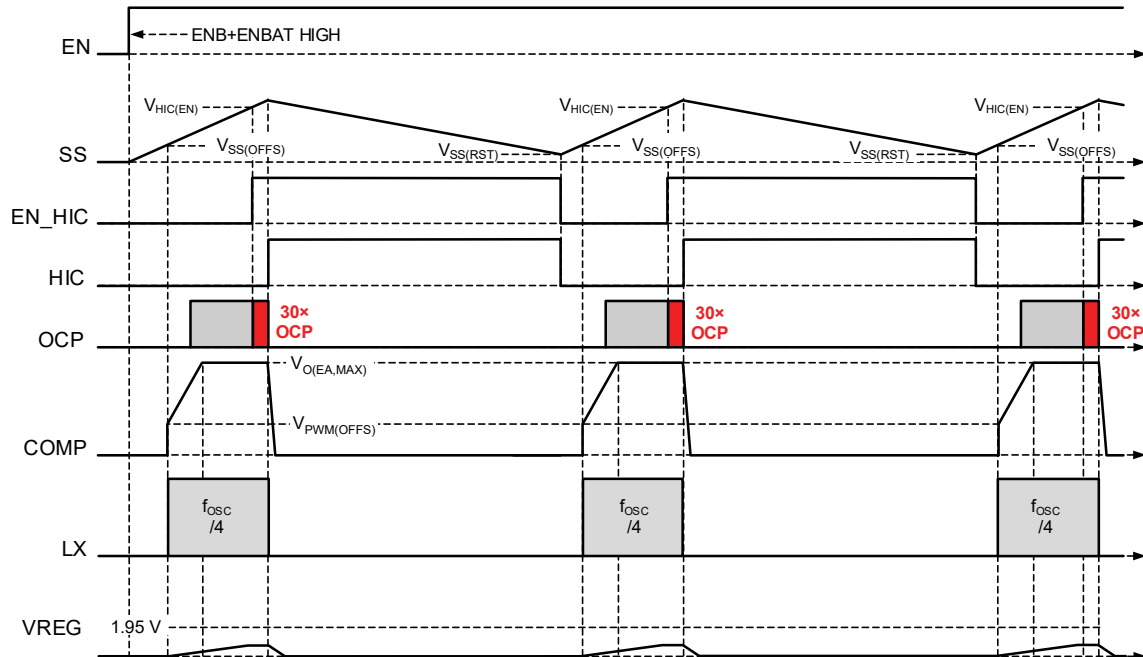 EN
ENB+ENBAT HIGH
V_HIC(EN) V_HIC(EN) V_HIC(EN)
SS
V_SS(OFFS) V_SS(RST) V_SS(OFFS) V_SS(RST) V_SS(OFFS)
EN_HIC
HIC
OCP
30× OCP 30× OCP 30× OCP
V_O(EA,MAX)
V_PWM(OFFS)
COMP
f_OSC /4 f_OSC /4 f_OSC /4
LX
VREG 1.95 V